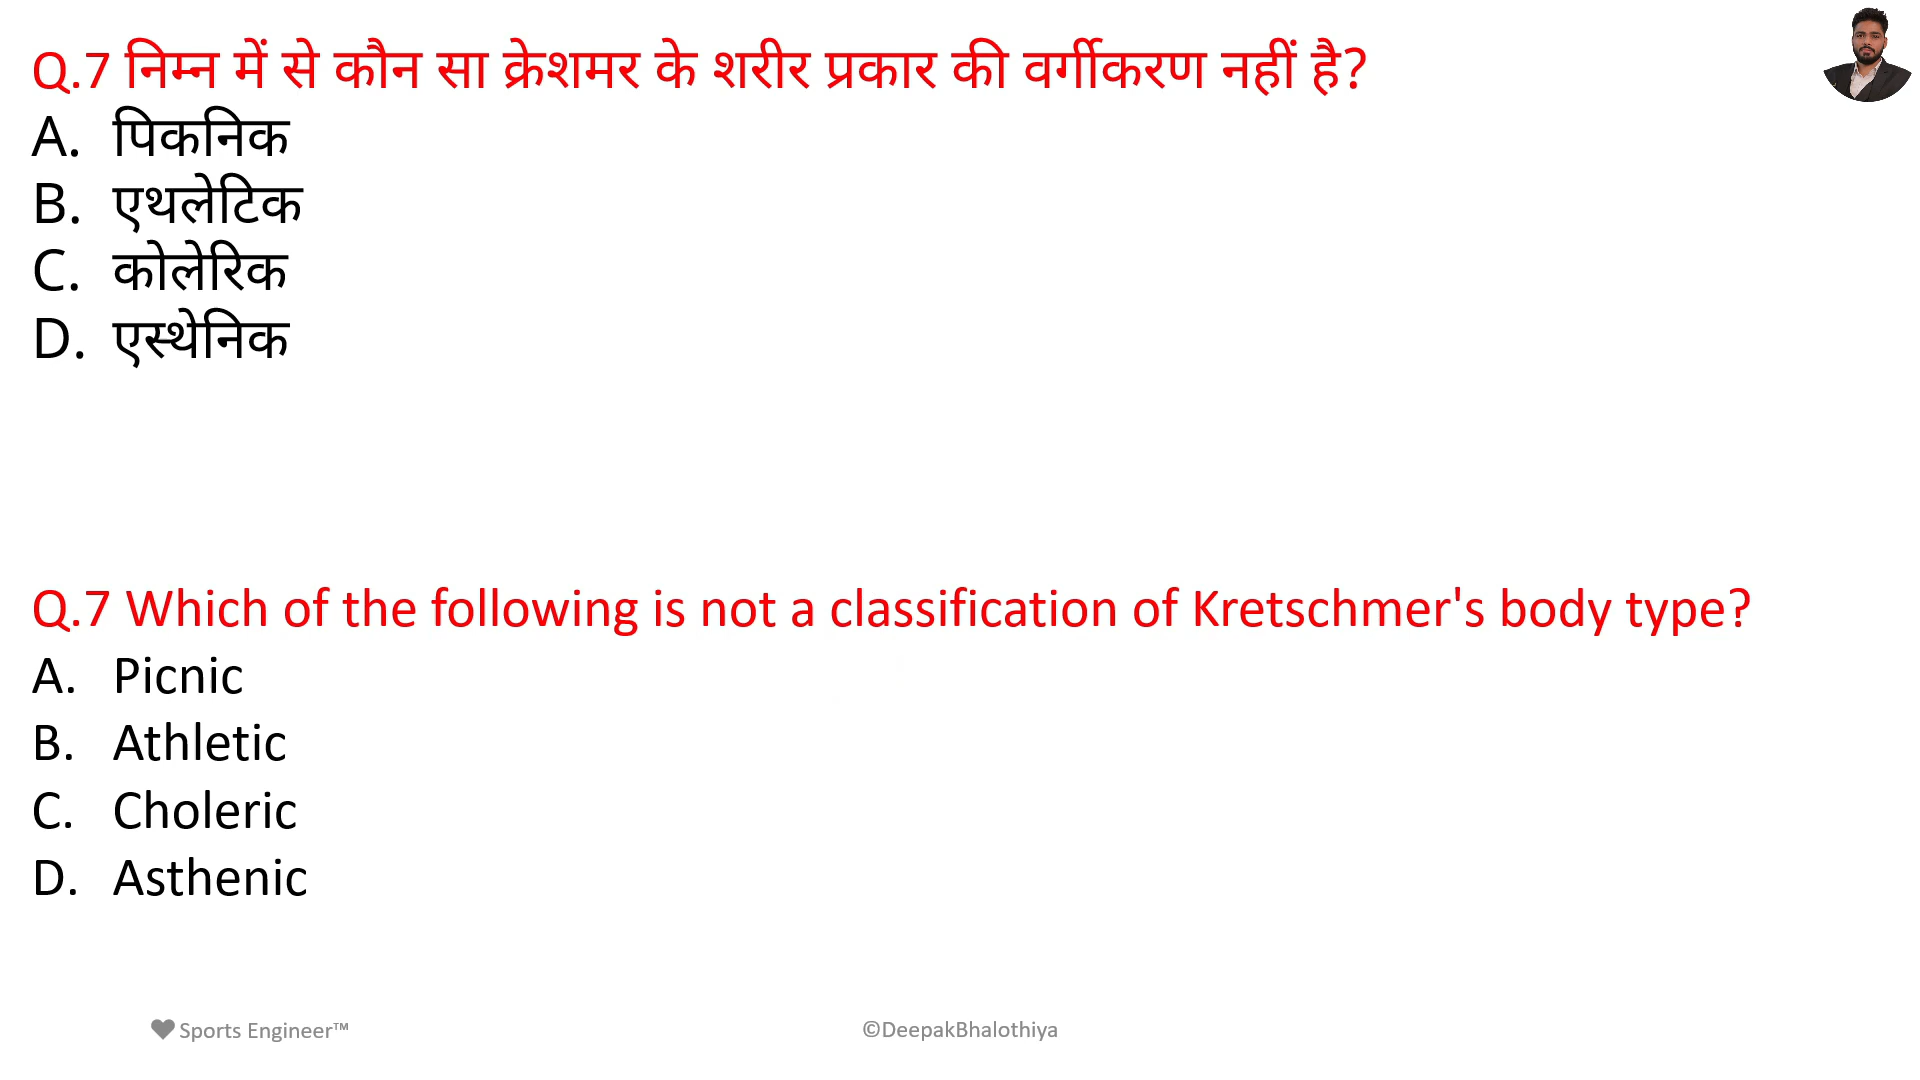 Q.7 निम्न में से कौन सा क्रेशमर के शरीर प्रकार की वर्गीकरण नहीं है?
A. पिकनिक
B. एथलेटिक
C. कोलेरिक
D. एस्थेनिक
Q.7 Which of the following is not a classification of Kretschmer's body type?
A. Picnic
B. Athletic
C. Choleric
D. Asthenic
Sports Engineer™
©DeepakBhalothiya